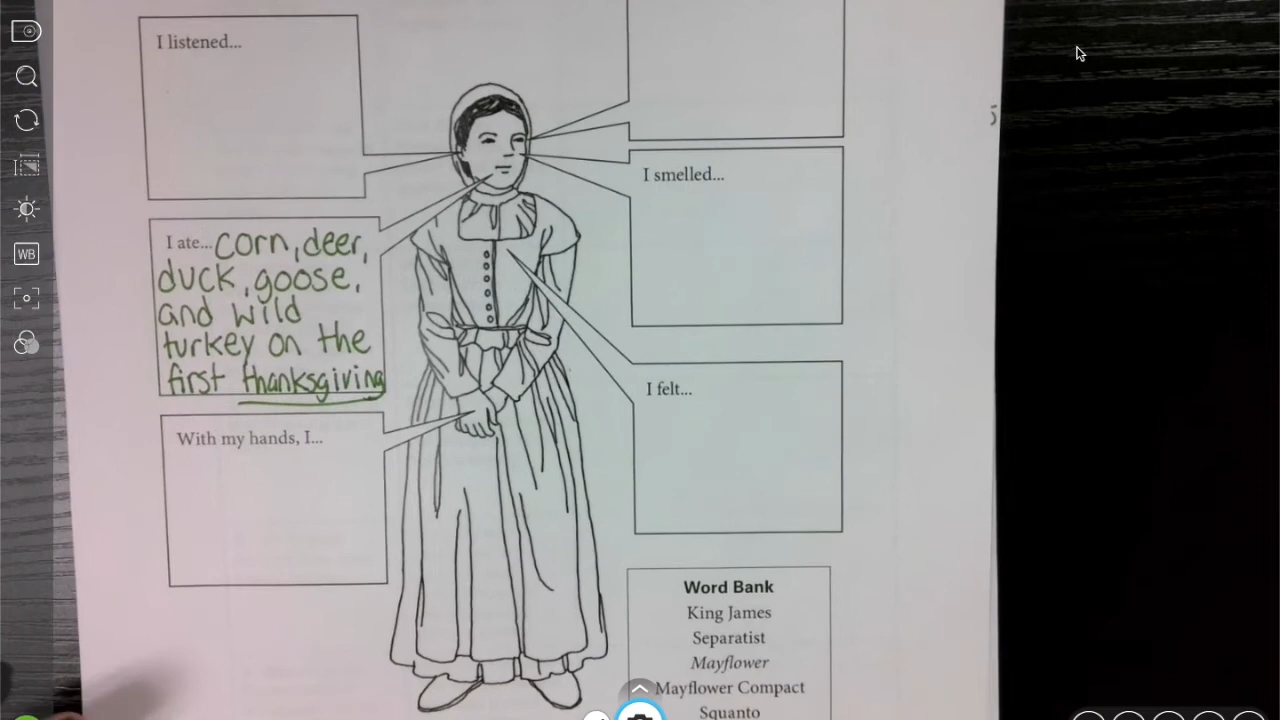 I listened...
I smelled...
I ate... corn, deer,
duck, goose,
and wild
turkey on the
first thanksgiving
I felt...
With my hands, I...
Word Bank
King James
Separatist
Mayflower
Mayflower Compact
Squanto
WB